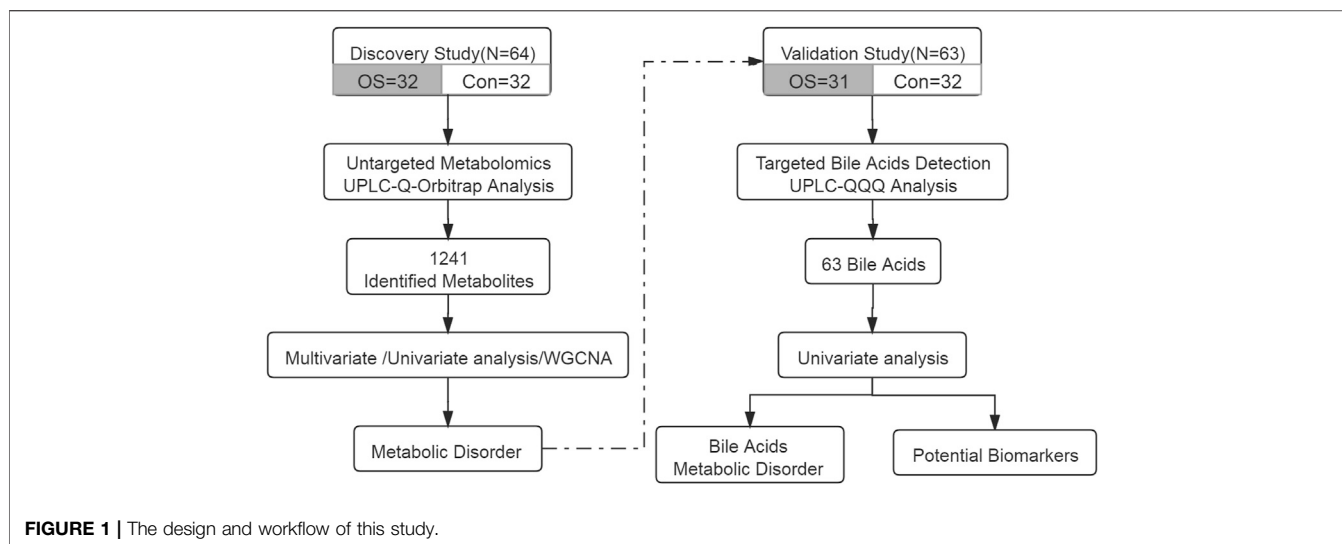 Discovery Study(N=64)
OS=32
Con=32
Untargeted Metabolomics
UPLC-Q-Orbitrap Analysis
1241
Identified Metabolites
Multivariate /Univariate analysis/WGCNA
Metabolic Disorder
Validation Study(N=63)
OS=31
Con=32
Targeted Bile Acids Detection
UPLC-QQQ Analysis
63 Bile Acids
Univariate analysis
Bile Acids
Metabolic Disorder
Potential Biomarkers
FIGURE 1 | The design and workflow of this study.